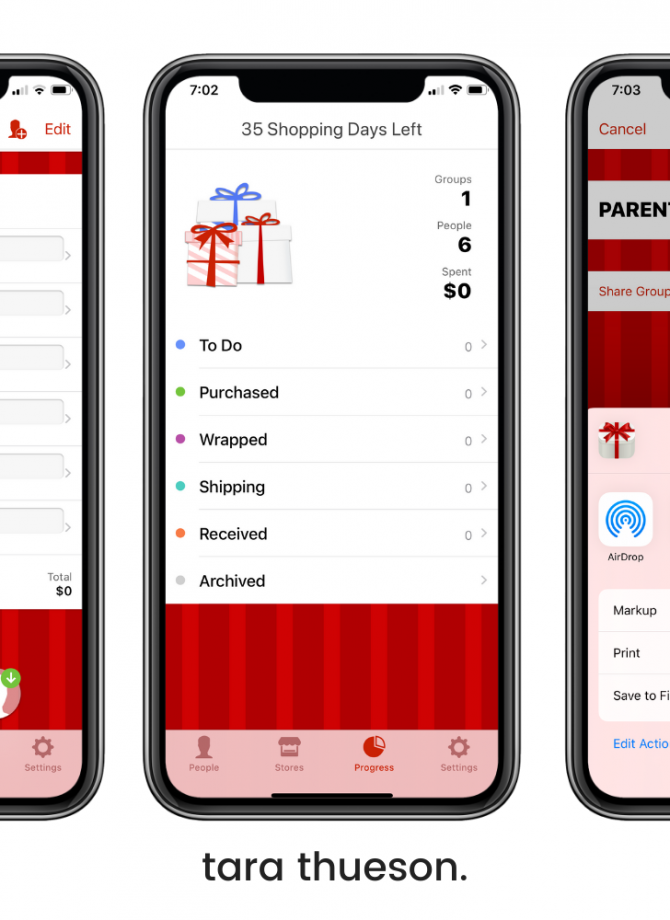 Edit
Total
$0
Settings
7:02
35 Shopping Days Left
Groups
1
People
6
Spent
$0
To Do 0
Purchased 0
Wrapped 0
Shipping 0
Received 0
Archived
People Stores Progress Settings
7:03
Cancel
PARENT
Share Group
AirDrop
Markup
Print
Save to Fi
Edit Actio
tara thueson.